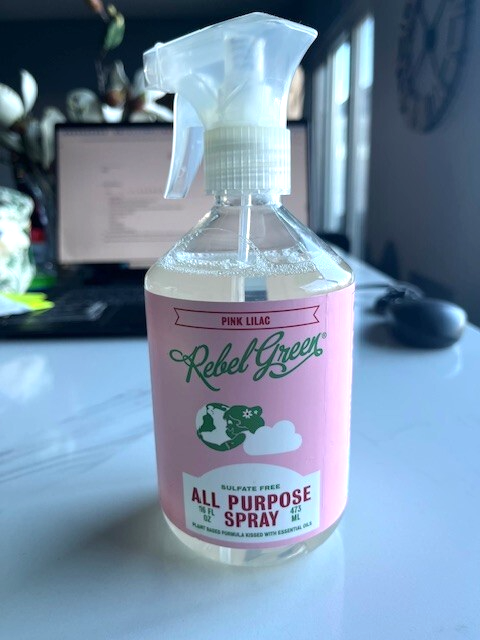 PINK LILAC
Rebel Green®
SULFATE FREE
ALL PURPOSE
16 FL OZ SPRAY 473 ML
PLANT BASED FORMULA KISSED WITH ESSENTIAL OILS